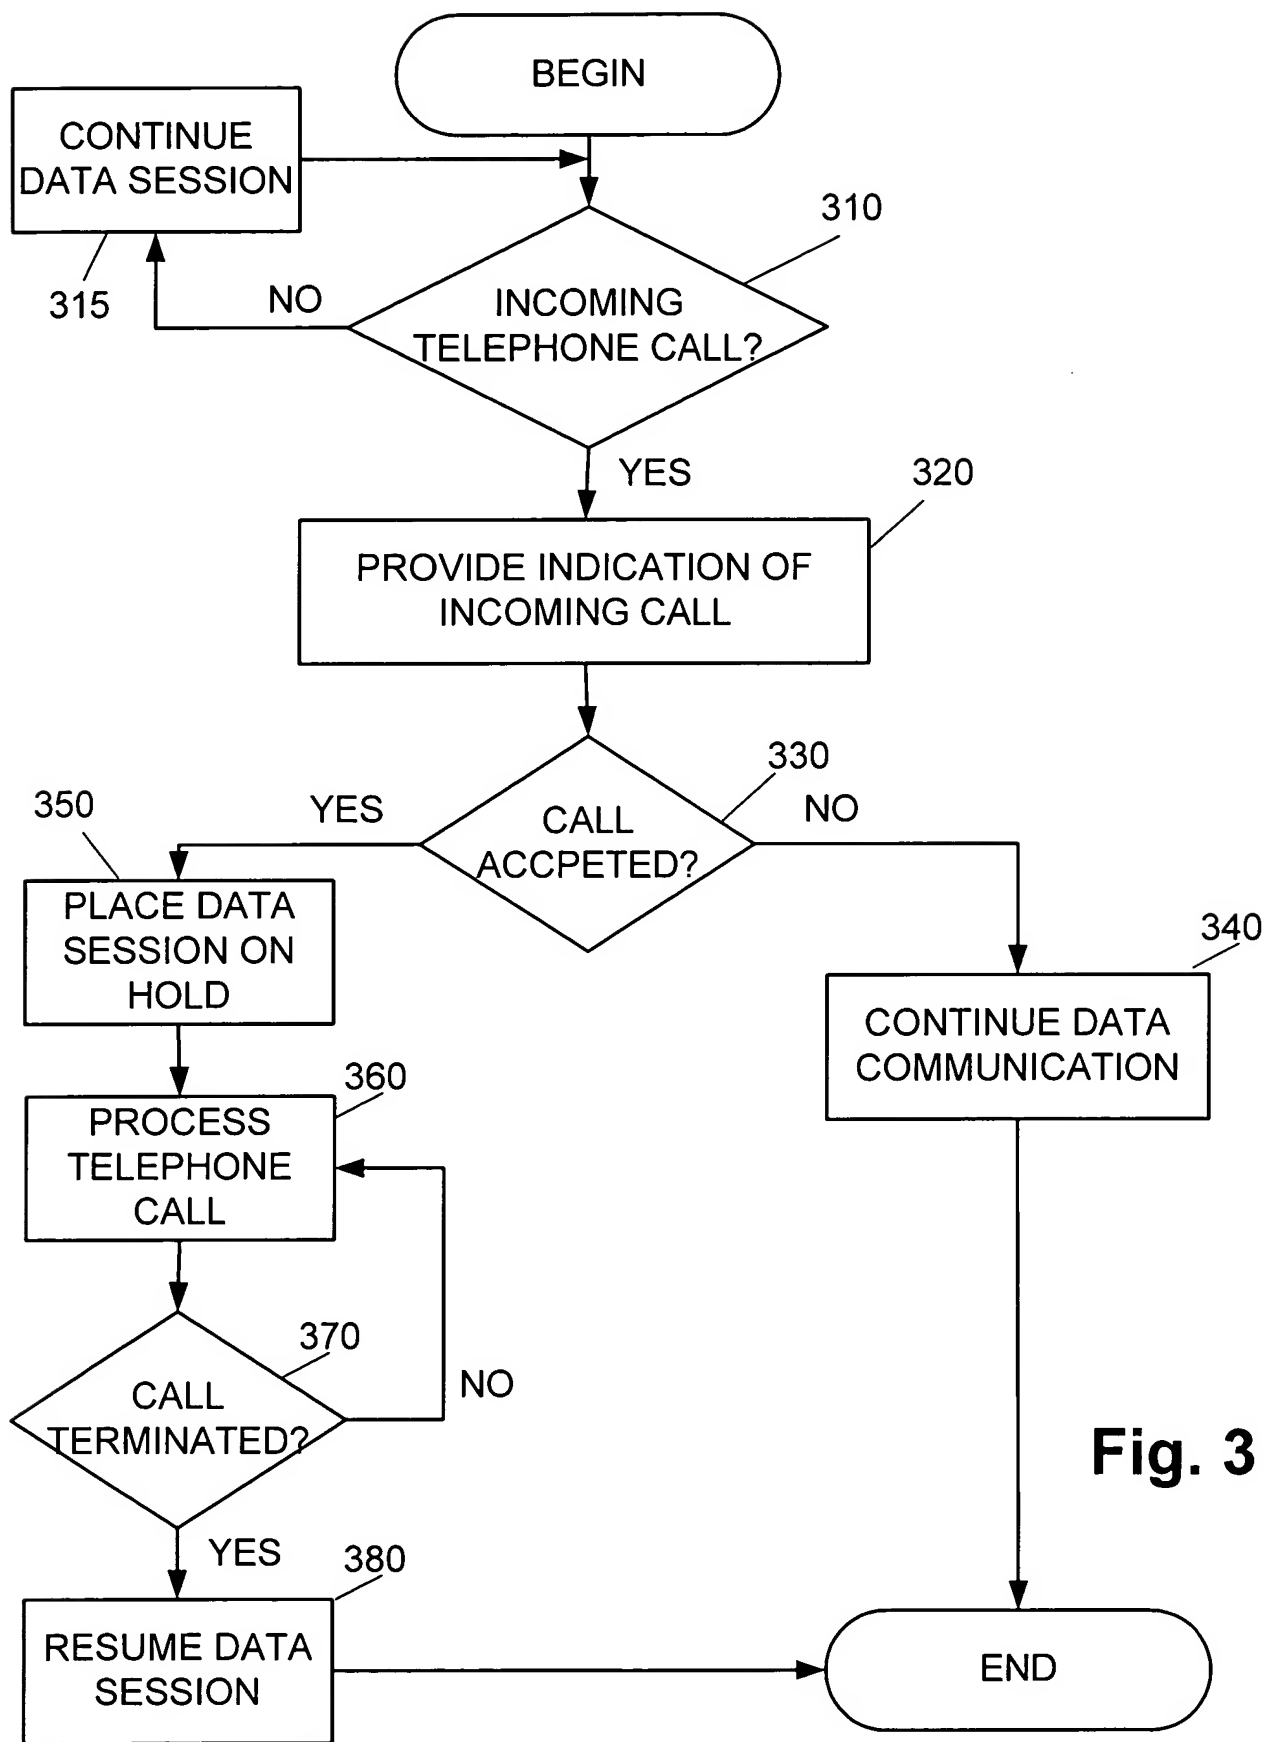 BEGIN
CONTINUE
DATA SESSION
315
310
NO
INCOMING
TELEPHONE CALL?
YES
320
PROVIDE INDICATION OF
INCOMING CALL
330
YES
NO
CALL
ACCPETED?
350
PLACE DATA
SESSION ON
HOLD
340
CONTINUE DATA
COMMUNICATION
360
PROCESS
TELEPHONE
CALL
370
CALL
TERMINATED?
NO
YES
Fig. 3
380
RESUME DATA
SESSION
END